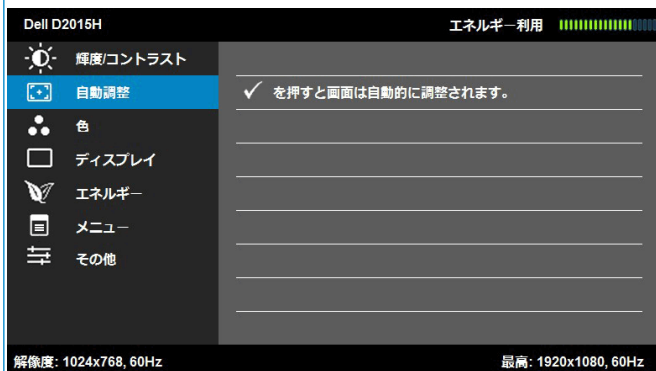 Dell D2015H エネルギー利用
輝度/コントラスト
自動調整
を押すと画面は自動的に調整されます。
色
ディスプレイ
エネルギー
メニュー
その他
解像度: 1024x768, 60Hz 最高: 1920x1080, 60Hz